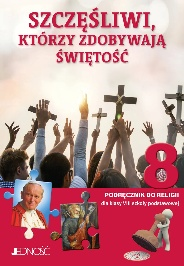 SZCZĘŚLIWI,
KTÓRZY ZDOBYWAJĄ
ŚWIĘTOŚĆ
8
PODRĘCZNIK DO RELIGII
dla klasy VIII szkoły podstawowej
JEDNOŚĆ